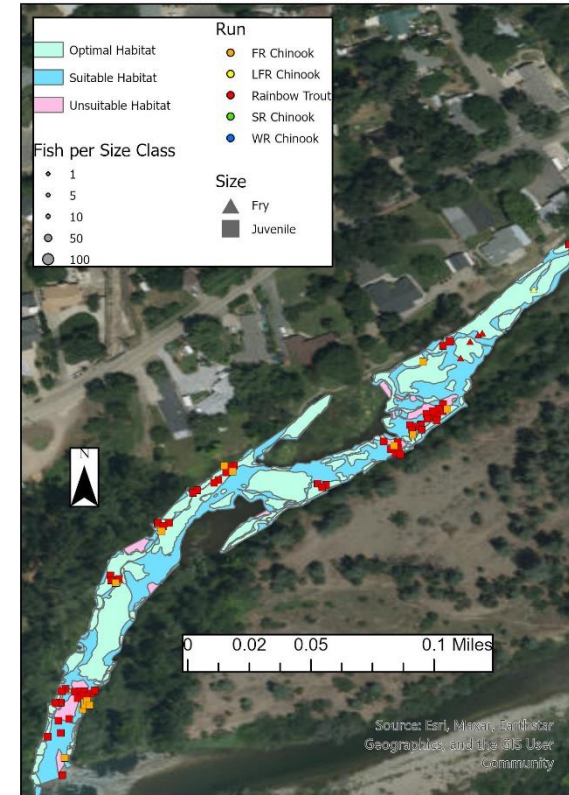 Optimal Habitat
Suitable Habitat
Unsuitable Habitat
Fish per Size Class
1
5
10
50
100
Run
FR Chinook
LFR Chinook
Rainbow Trout
SR Chinook
WR Chinook
Size
Fry
Juvenile
N
0 0.02 0.05 0.1 Miles
Source: Esri, Maxar, Earthstar
Geographics, and the GIS User
Community